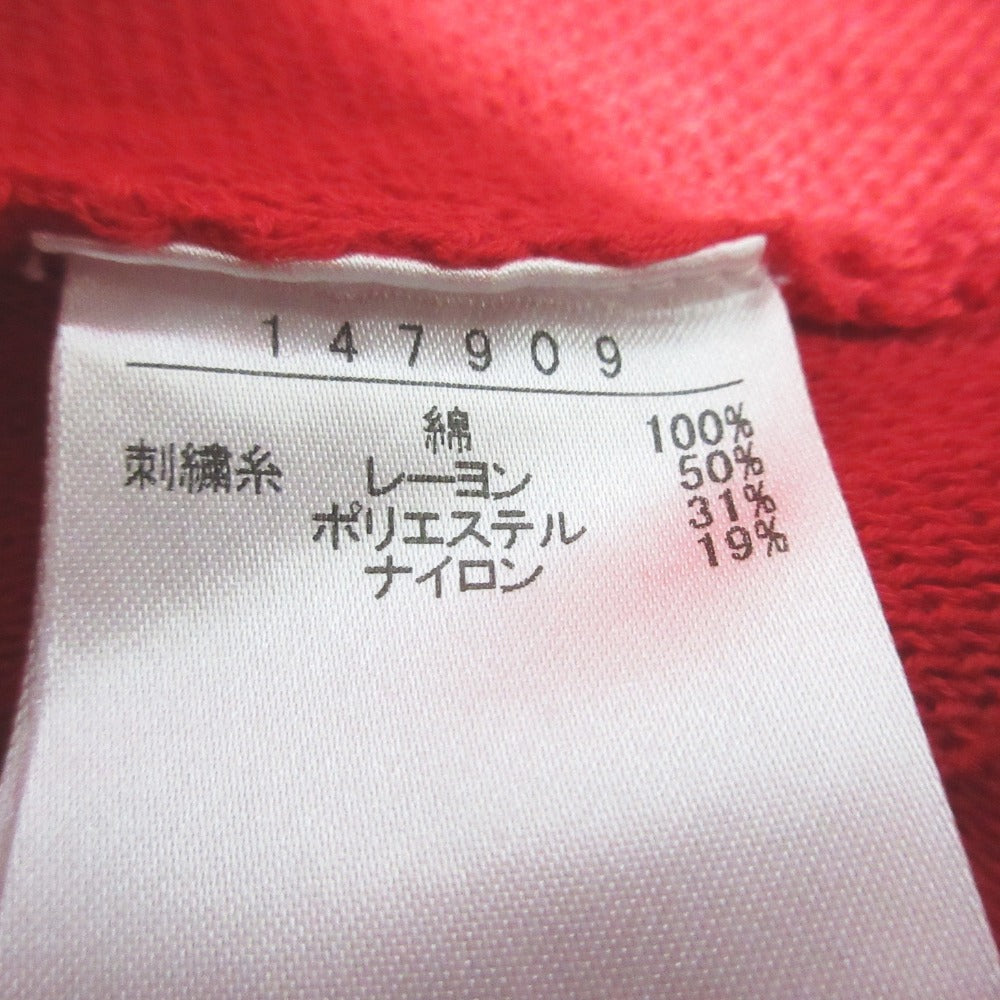 147909
綿 100%
刺繍糸 レーヨン 50%
ポリエステル 31%
ナイロン 19%